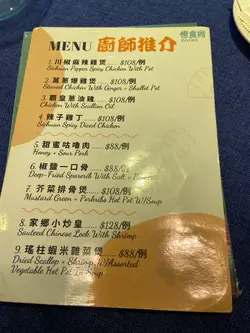 MENU 廚師推介
1. 川椒麻辣雞煲 $108/例
Sichuan Pepper Spicy Chicken With Pot
2. 薑蔥爆雞煲 $108/例
Stewed Chicken With Ginger + Shallot Pot
3. 霸皇蔥油雞 $108/例
Chicken With Scallion Oil
4. 辣子雞丁 $108/例
Sichuan Spicy Diced Chicken
5. 甜蜜咕嚕肉 $88/例
Honey + Sour Pork
6. 椒鹽一口骨 $88/例
Deep-Fried Spareribs With Salt +
7. 芥菜排骨煲 $108/例
Mustard Green + Porkribs Hot Pot W/Soup
8. 家鄉小炒皇 $128/例
Sauteed Chinese Leek With Shrimp
9. 瑤柱蝦米雜菜煲 $88/例
Dried Scallop + Shrimp W/Assorted
Vegetable Hot Pot In Soup